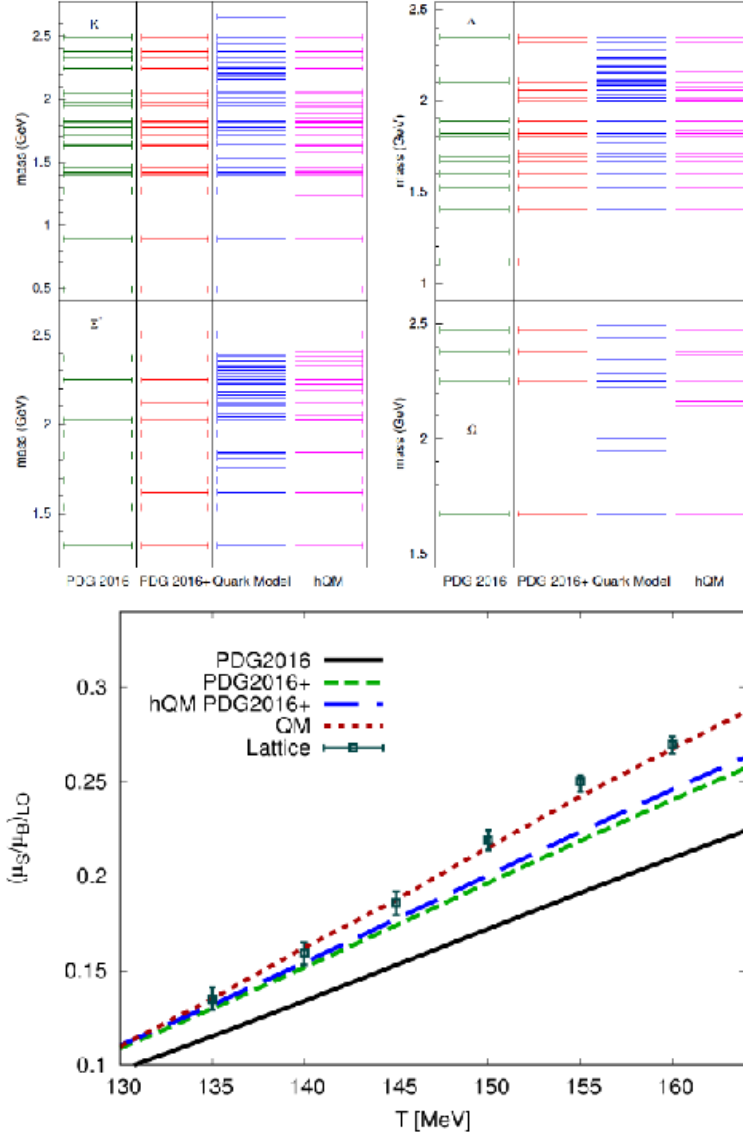 K
Λ
mass (GeV)
2.5
2
1.5
1
0.5
mass (GeV)
2.5
2
1.5
1
Ξ
mass (GeV)
2.5
2
1.5
mass (GeV)
2.5
2
1.5
Ω
PDG 2016 PDG 2016+ Quark Model hQM
PDG 2016 PDG 2016+ Quark Model hQM
PDG2016
PDG2016+
hQM PDG2016+
QM
Lattice
(μS/μB)LO
0.3
0.25
0.2
0.15
0.1
130 135 140 145 150 155 160
T [MeV]